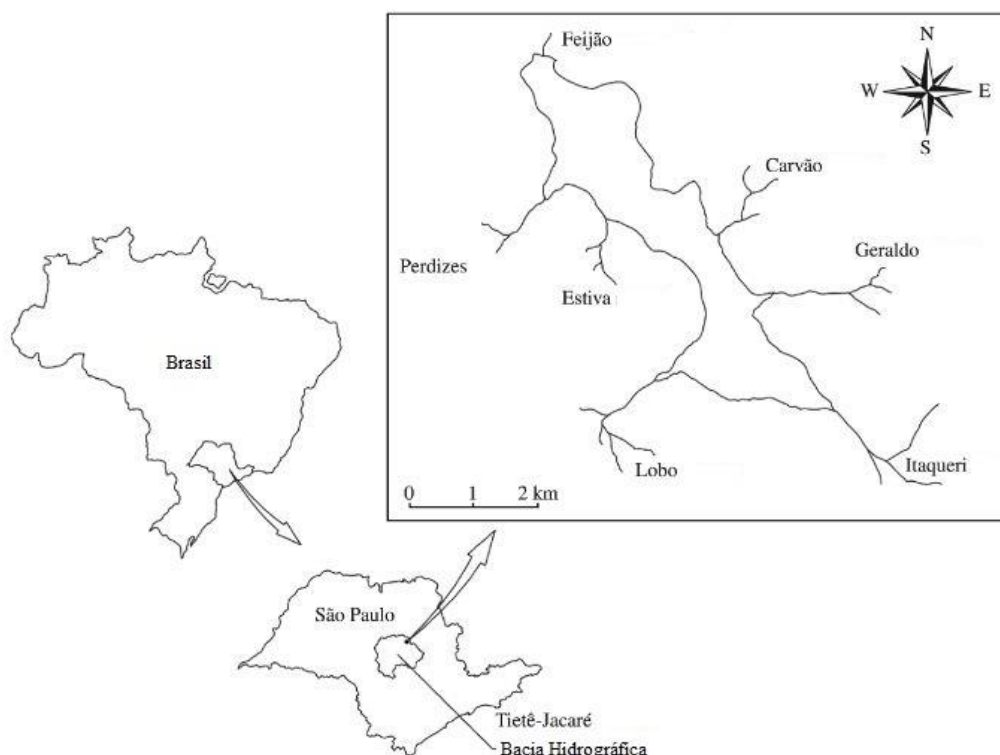 Feijão
N
W
E
S
Carvão
Geraldo
Perdizes
Estiva
Brasil
Lobo
Itaqueri
0 1 2 km
São Paulo
Tietê-Jacaré
Bacia Hidrográfica